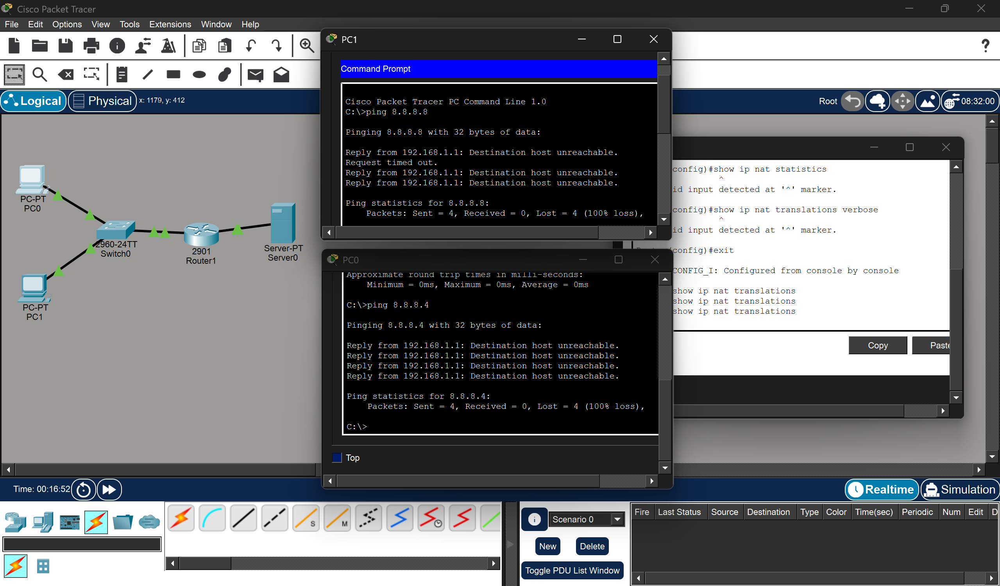 Cisco Packet Tracer
File Edit Options View Tools Extensions Window Help
Logical Physical x: 1179, y: 412
Root 08:32:00
PC-PT
PC0
2960-24TT
Switch0
2901
Router1
Server-PT
Server0
PC-PT
PC1
PC1
Command Prompt
Cisco Packet Tracer PC Command Line 1.0
C:\>ping 8.8.8.8
Pinging 8.8.8.8 with 32 bytes of data:
Reply from 192.168.1.1: Destination host unreachable.
Request timed out.
Reply from 192.168.1.1: Destination host unreachable.
Reply from 192.168.1.1: Destination host unreachable.
Ping statistics for 8.8.8.8:
Packets: Sent = 4, Received = 0, Lost = 4 (100% loss),
PC0
Approximate round trip times in milli-seconds:
Minimum = 0ms, Maximum = 0ms, Average = 0ms
C:\>ping 8.8.8.4
Pinging 8.8.8.4 with 32 bytes of data:
Reply from 192.168.1.1: Destination host unreachable.
Reply from 192.168.1.1: Destination host unreachable.
Reply from 192.168.1.1: Destination host unreachable.
Reply from 192.168.1.1: Destination host unreachable.
Ping statistics for 8.8.8.4:
Packets: Sent = 4, Received = 0, Lost = 4 (100% loss),
C:\>
Top
config)#show ip nat statistics
^
id input detected at '^' marker.
config)#show ip nat translations verbose
^
id input detected at '^' marker.
config)#exit
CONFIG_I: Configured from console by console
show ip nat translations
show ip nat translations
show ip nat translations
Copy Paste
Time: 00:16:52
Realtime Simulation
S M
Scenario 0
New Delete
Toggle PDU List Window
Fire Last Status Source Destination Type Color Time(sec) Periodic Num Edit D